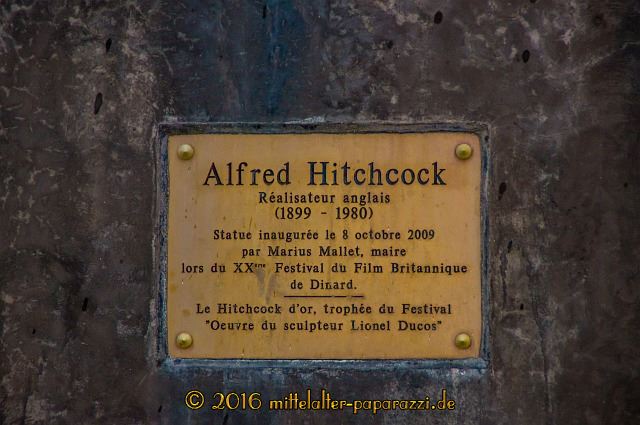 Alfred Hitchcock
Réalisateur anglais
(1899 - 1980)
Statue inaugurée le 8 octobre 2009
par Marius Mallet, maire
lors du XXème Festival du Film Britannique
de Dinard.
Le Hitchcock d'or, trophée du Festival
"Oeuvre du sculpteur Lionel Ducos"
© 2016 mittelalter-paparazzi.de